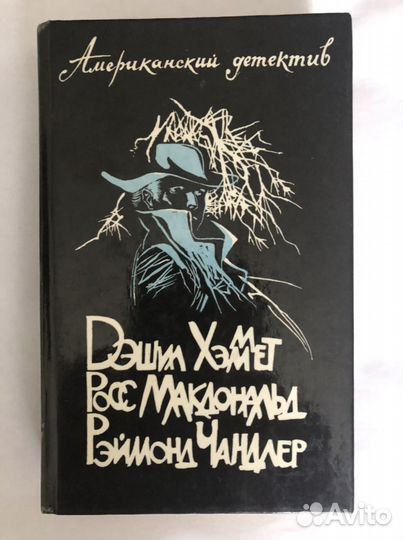 Американский детектив
Дэшил Хэммет
Росс Макдональд
Рэймонд Чандлер
Avito